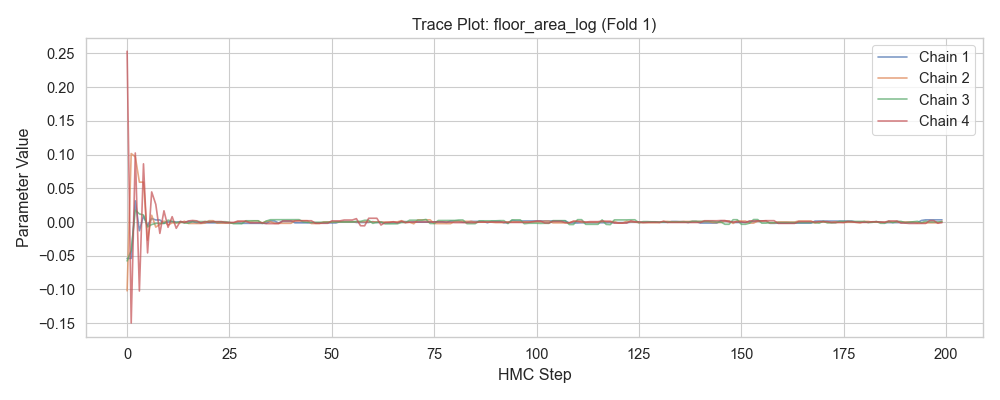 Trace Plot: floor_area_log (Fold 1)
Parameter Value
0.25
0.20
0.15
0.10
0.05
0.00
−0.05
−0.10
−0.15
Chain 1
Chain 2
Chain 3
Chain 4
0 25 50 75 100 125 150 175 200
HMC Step